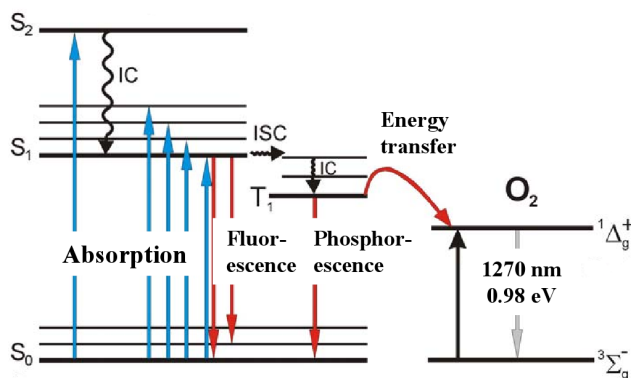 S₂
IC
S₁
ISC
IC
T₁
Energy
transfer
O₂
¹Δg⁺
Absorption
Fluor-
escence
Phosphor-
escence
1270 nm
0.98 eV
S₀
³Σg⁻